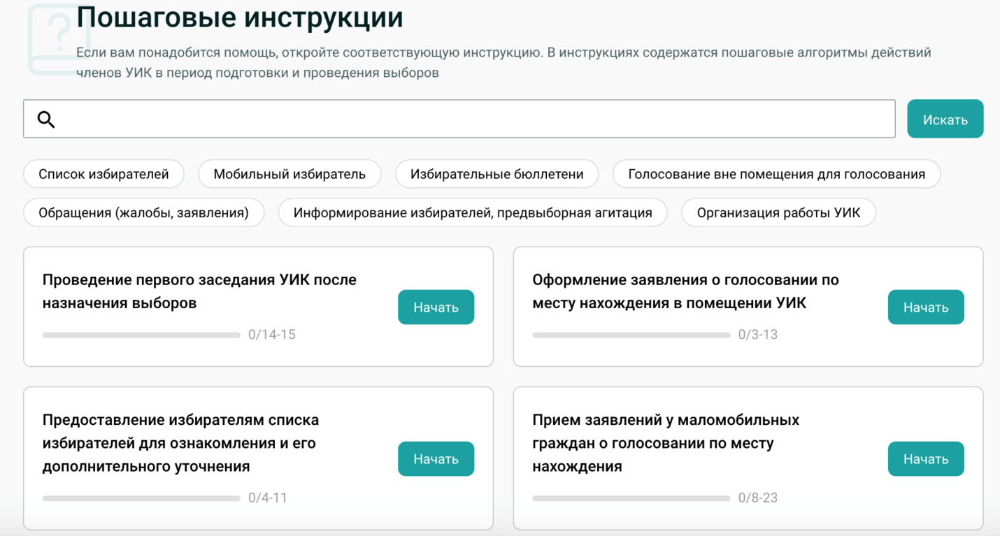 Пошаговые инструкции
Если вам понадобится помощь, откройте соответствующую инструкцию. В инструкциях содержатся пошаговые алгоритмы действий
членов УИК в период подготовки и проведения выборов
Искать
Список избирателей
Мобильный избиратель
Избирательные бюллетени
Голосование вне помещения для голосования
Обращения (жалобы, заявления)
Информирование избирателей, предвыборная агитация
Организация работы УИК
Проведение первого заседания УИК после
назначения выборов
0/14-15
Начать
Оформление заявления о голосовании по
месту нахождения в помещении УИК
0/3-13
Начать
Предоставление избирателям списка
избирателей для ознакомления и его
дополнительного уточнения
0/4-11
Начать
Прием заявлений у маломобильных
граждан о голосовании по месту
нахождения
0/8-23
Начать